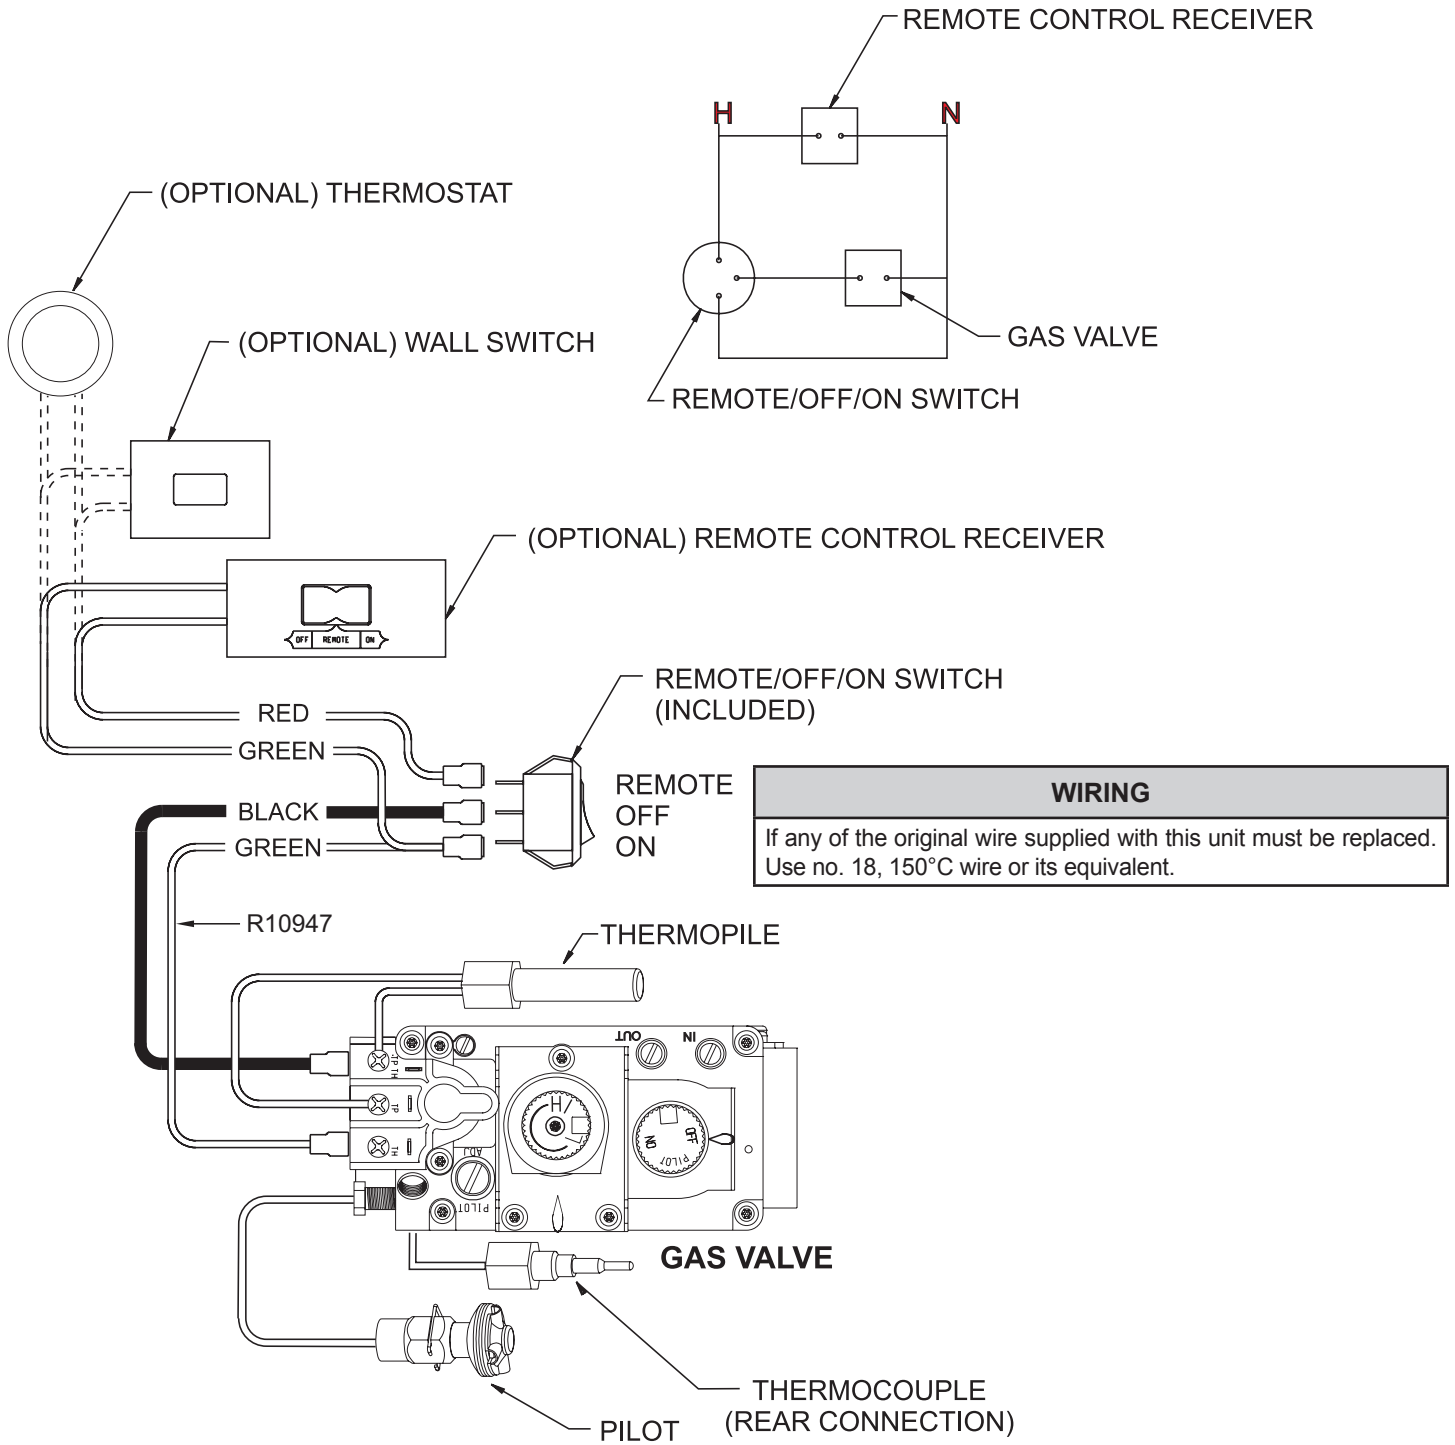 REMOTE CONTROL RECEIVER
H
N
(OPTIONAL) THERMOSTAT
(OPTIONAL) WALL SWITCH
GAS VALVE
REMOTE/OFF/ON SWITCH
(OPTIONAL) REMOTE CONTROL RECEIVER
OFF REMOTE ON
REMOTE/OFF/ON SWITCH
(INCLUDED)
RED
GREEN
BLACK
GREEN
REMOTE
OFF
ON
WIRING
If any of the original wire supplied with this unit must be replaced.
Use no. 18, 150°C wire or its equivalent.
R10947
THERMOPILE
OUT
IN
TP TH
TP
TH
HI
OFF
PILOT
ON
ADJ
PILOT
GAS VALVE
THERMOCOUPLE
(REAR CONNECTION)
PILOT